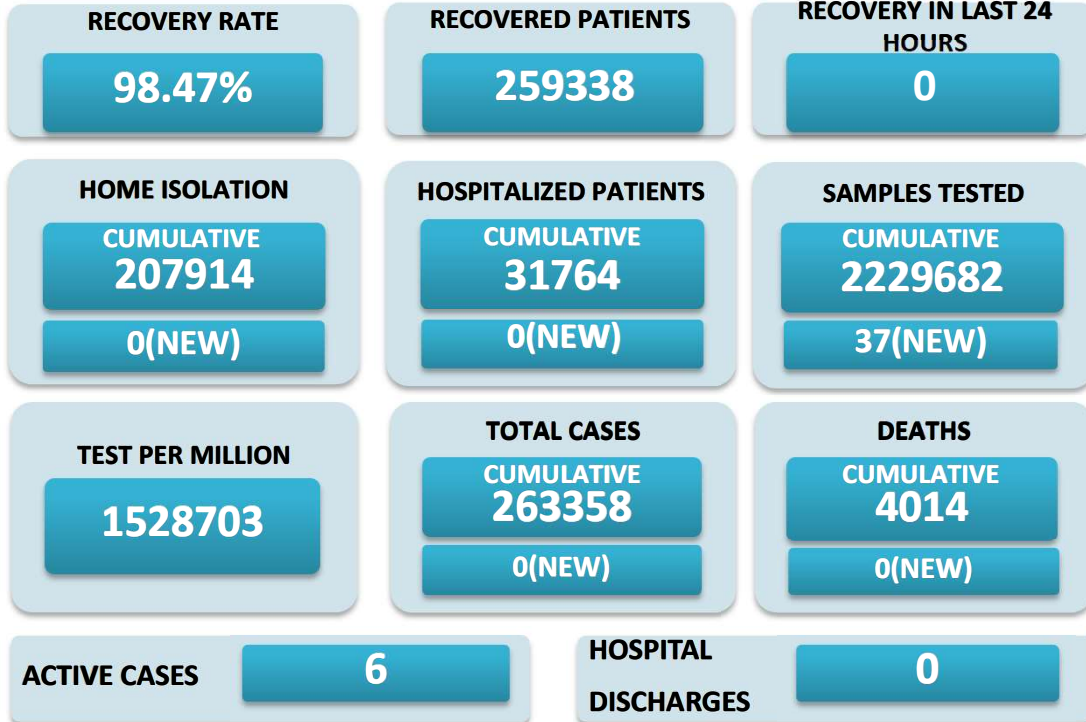 RECOVERY RATE
98.47%
RECOVERED PATIENTS
259338
RECOVERY IN LAST 24
HOURS
0
HOME ISOLATION
CUMULATIVE
207914
0(NEW)
HOSPITALIZED PATIENTS
CUMULATIVE
31764
0(NEW)
SAMPLES TESTED
CUMULATIVE
2229682
37(NEW)
TEST PER MILLION
1528703
TOTAL CASES
CUMULATIVE
263358
0(NEW)
DEATHS
CUMULATIVE
4014
0(NEW)
ACTIVE CASES
6
HOSPITAL
DISCHARGES
0